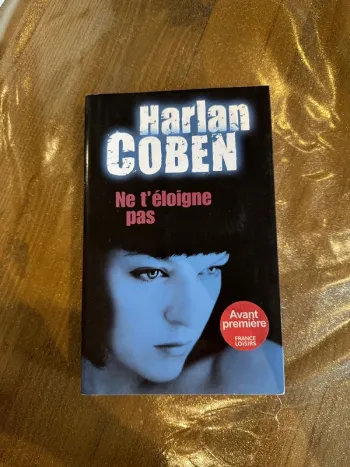 Harlan
COBEN
Ne t'éloigne
pas
Avant
première
FRANCE
LOISIRS